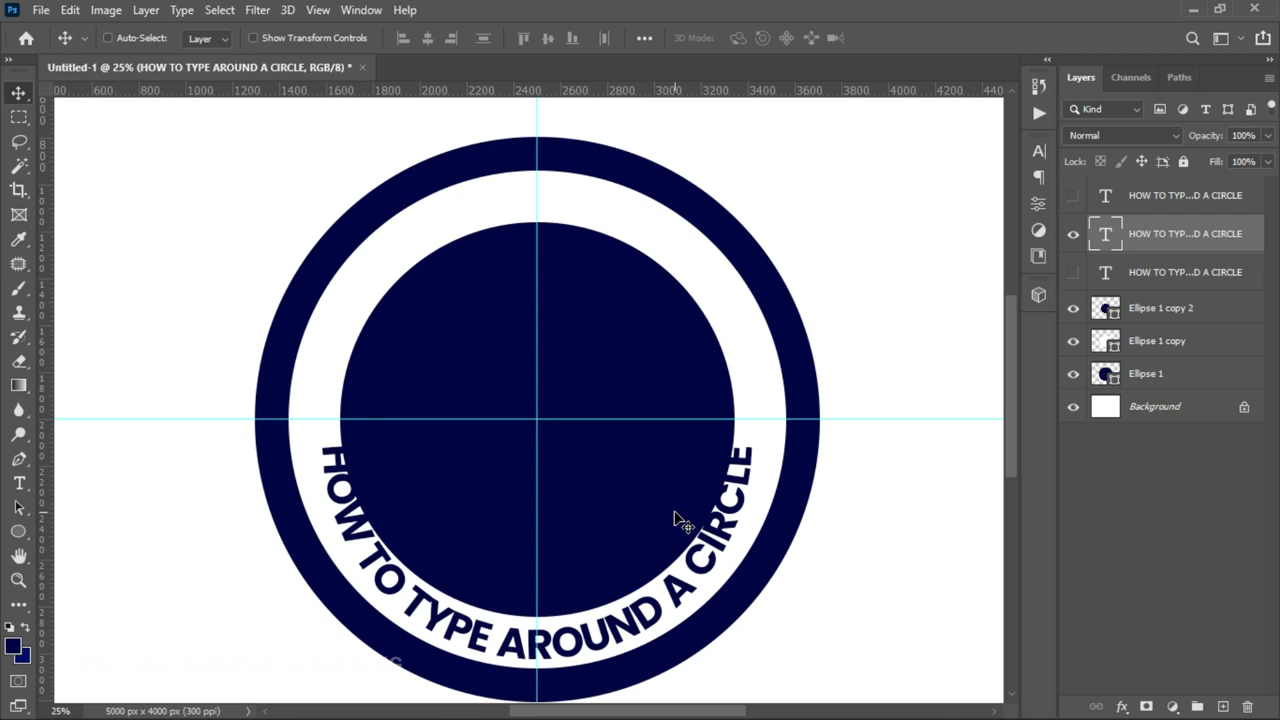 Ps File Edit Image Layer Type Select Filter 3D View Window Help
Auto-Select: Layer Show Transform Controls 3D Mode:
Untitled-1 @ 25% (HOW TO TYPE AROUND A CIRCLE, RGB/8) * ×
600 800 1000 1200 1400 1600 1800 2000 2200 2400 2600 2800 3000 3200 3400 3600 3800 4000 4200
HOW TO TYPE AROUND A CIRCLE
Layers Channels Paths
Kind
Normal Opacity: 100%
Lock: Fill: 100%
HOW TO TYP...D A CIRCLE
HOW TO TYP...D A CIRCLE
HOW TO TYP...D A CIRCLE
Ellipse 1 copy 2
Ellipse 1 copy
Ellipse 1
Background
25% 5000 px x 4000 px (300 ppi)